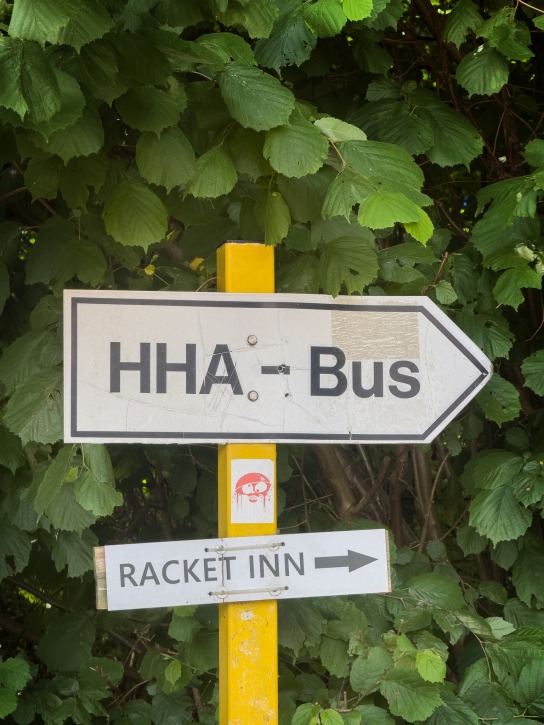 HHA - Bus
RACKET INN →